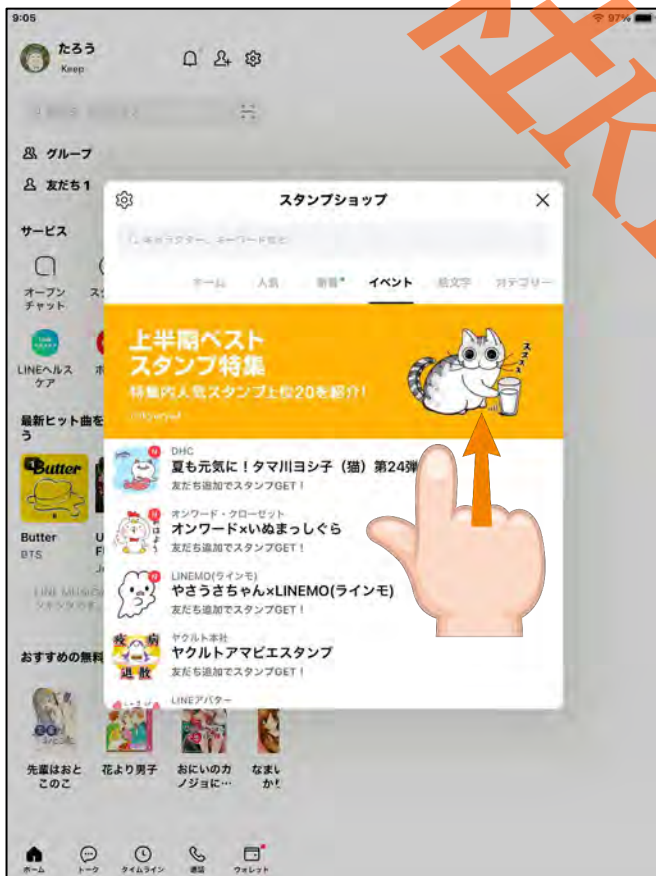 9:05
97%
たろう
Keep
グループ
友だち 1
サービス
オープン
チャット
LINEヘルス
ケア
最新ヒット曲を
う
Butter
Butter
BTS
おすすめの無料
先輩はおと
このこ
花より男子
おにいのカ
ノジョに…
なまい
かり
ホーム
トーク
タイムライン
通話
ウォレット
スタンプショップ
キャラクター、キーワードなど
ホーム 人気 新着 イベント 絵文字 カテゴリー
上半期ベスト
スタンプ特集
特集内人気スタンプ上位20を紹介!
ススス
DHC
夏も元気に!タマ川ヨシ子(猫)第24弾
友だち追加でスタンプGET!
オンワード・クローゼット
オンワード×いぬまっしぐら
友だち追加でスタンプGET!
LINEMO(ラインモ)
やさうさちゃん×LINEMO(ラインモ)
友だち追加でスタンプGET!
ヤクルト本社
ヤクルトアマビエスタンプ
友だち追加でスタンプGET!
疫病
退散
LINEアバター